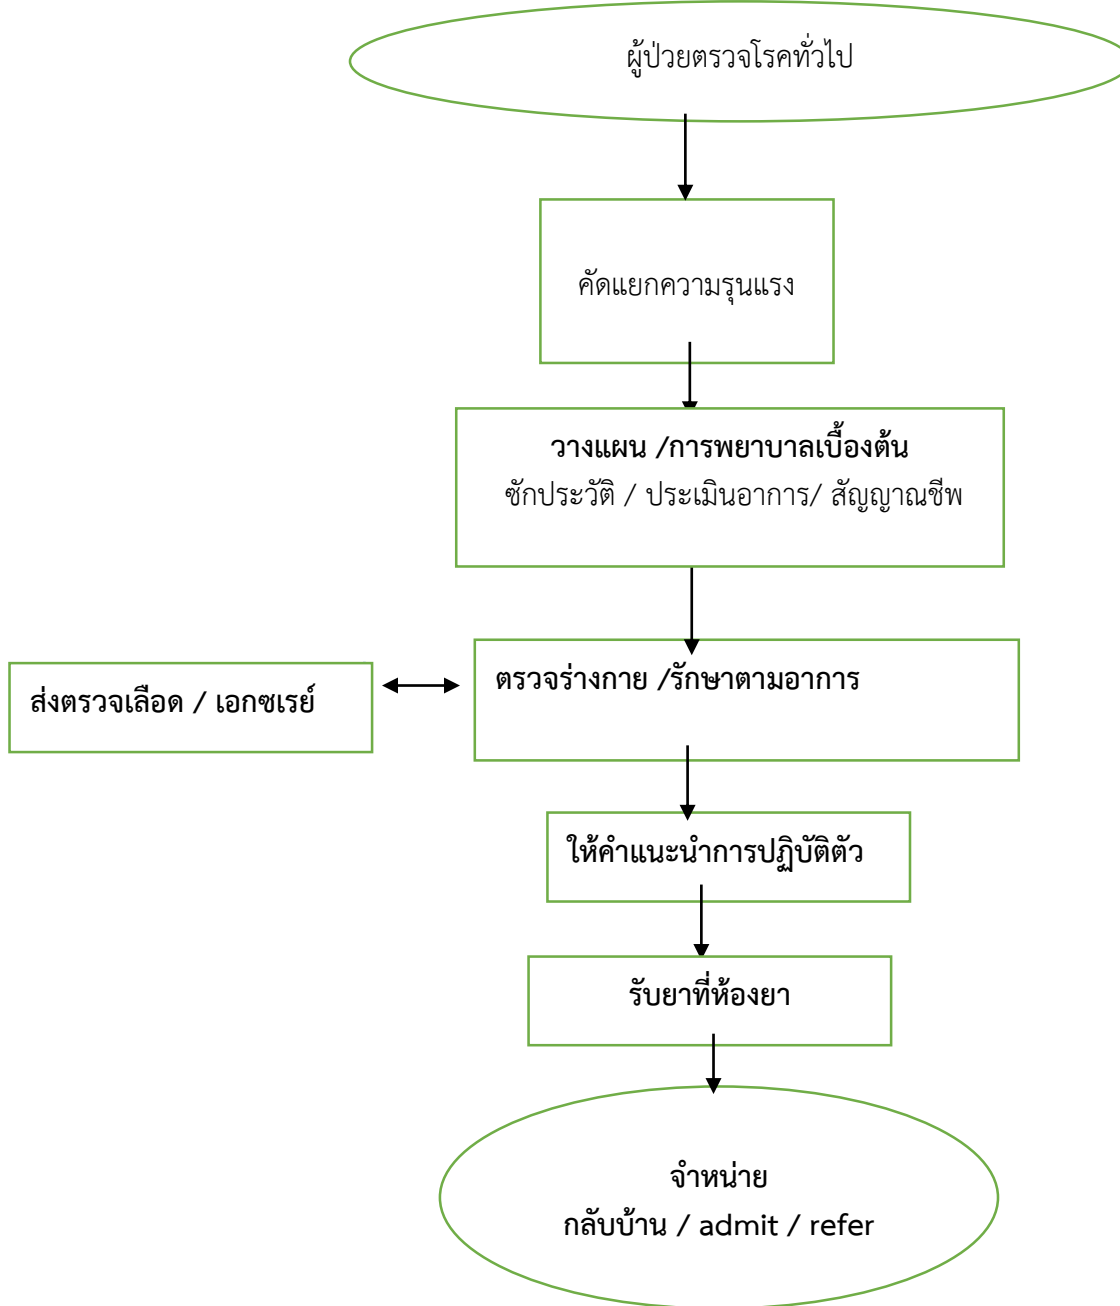 ผู้ป่วยตรวจโรคทั่วไป
คัดแยกความรุนแรง
วางแผน /การพยาบาลเบื้องต้น
ซักประวัติ / ประเมินอาการ/ สัญญาณชีพ
ส่งตรวจเลือด / เอกซเรย์
ตรวจร่างกาย /รักษาตามอาการ
ให้คำแนะนำการปฏิบัติตัว
รับยาที่ห้องยา
จำหน่าย
กลับบ้าน / admit / refer